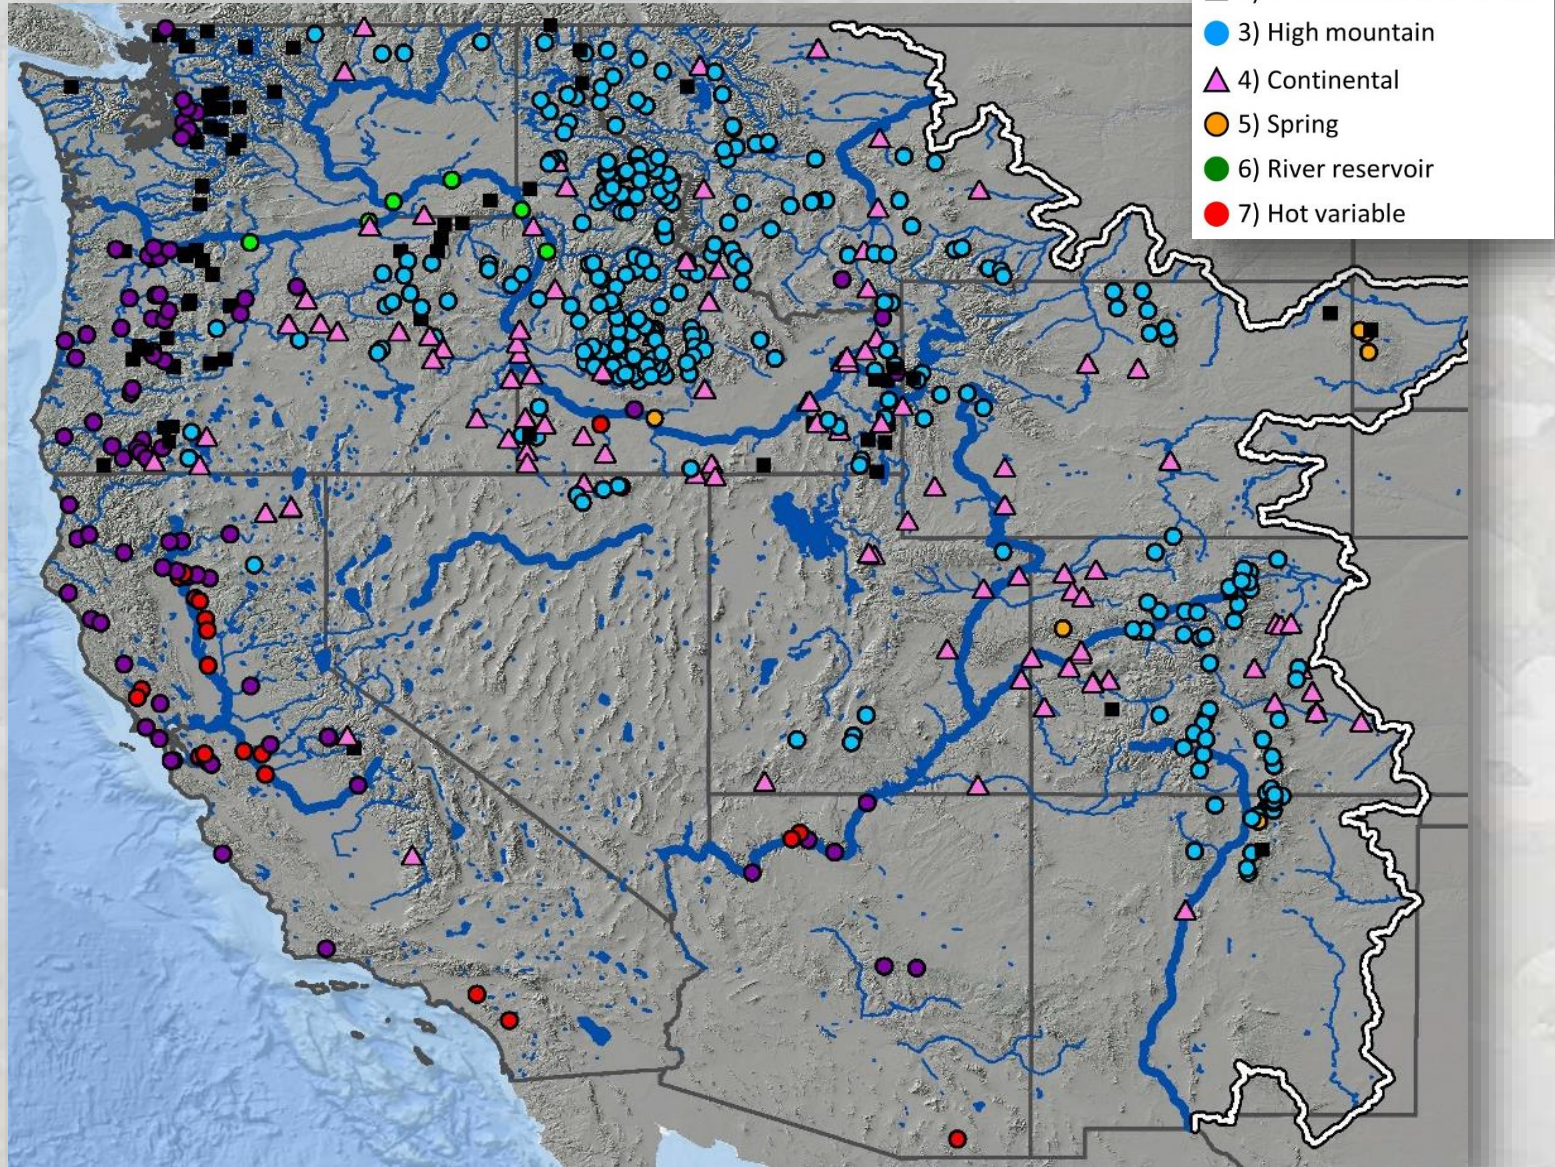 3) High mountain
4) Continental
5) Spring
6) River reservoir
7) Hot variable